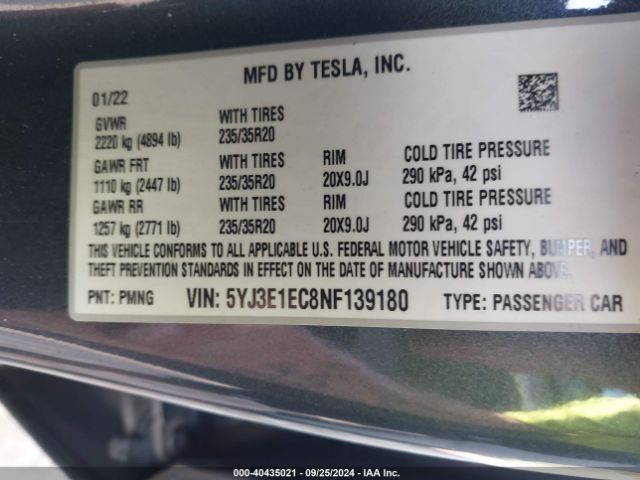 MFD BY TESLA, INC.
01/22
GVWR WITH TIRES
2220 kg (4894 lb) 235/35R20
GAWR FRT WITH TIRES RIM COLD TIRE PRESSURE
1110 kg (2447 lb) 235/35R20 20X9.0J 290 kPa, 42 psi
GAWR RR WITH TIRES RIM COLD TIRE PRESSURE
1257 kg (2771 lb) 235/35R20 20X9.0J 290 kPa, 42 psi
THIS VEHICLE CONFORMS TO ALL APPLICABLE U.S. FEDERAL MOTOR VEHICLE SAFETY, BUMPER, AND
THEFT PREVENTION STANDARDS IN EFFECT ON THE DATE OF MANUFACTURE SHOWN ABOVE.
PNT: PMNG VIN: 5YJ3E1EC8NF139180 TYPE: PASSENGER CAR
000-40435021 - 09/25/2024 - IAA Inc.